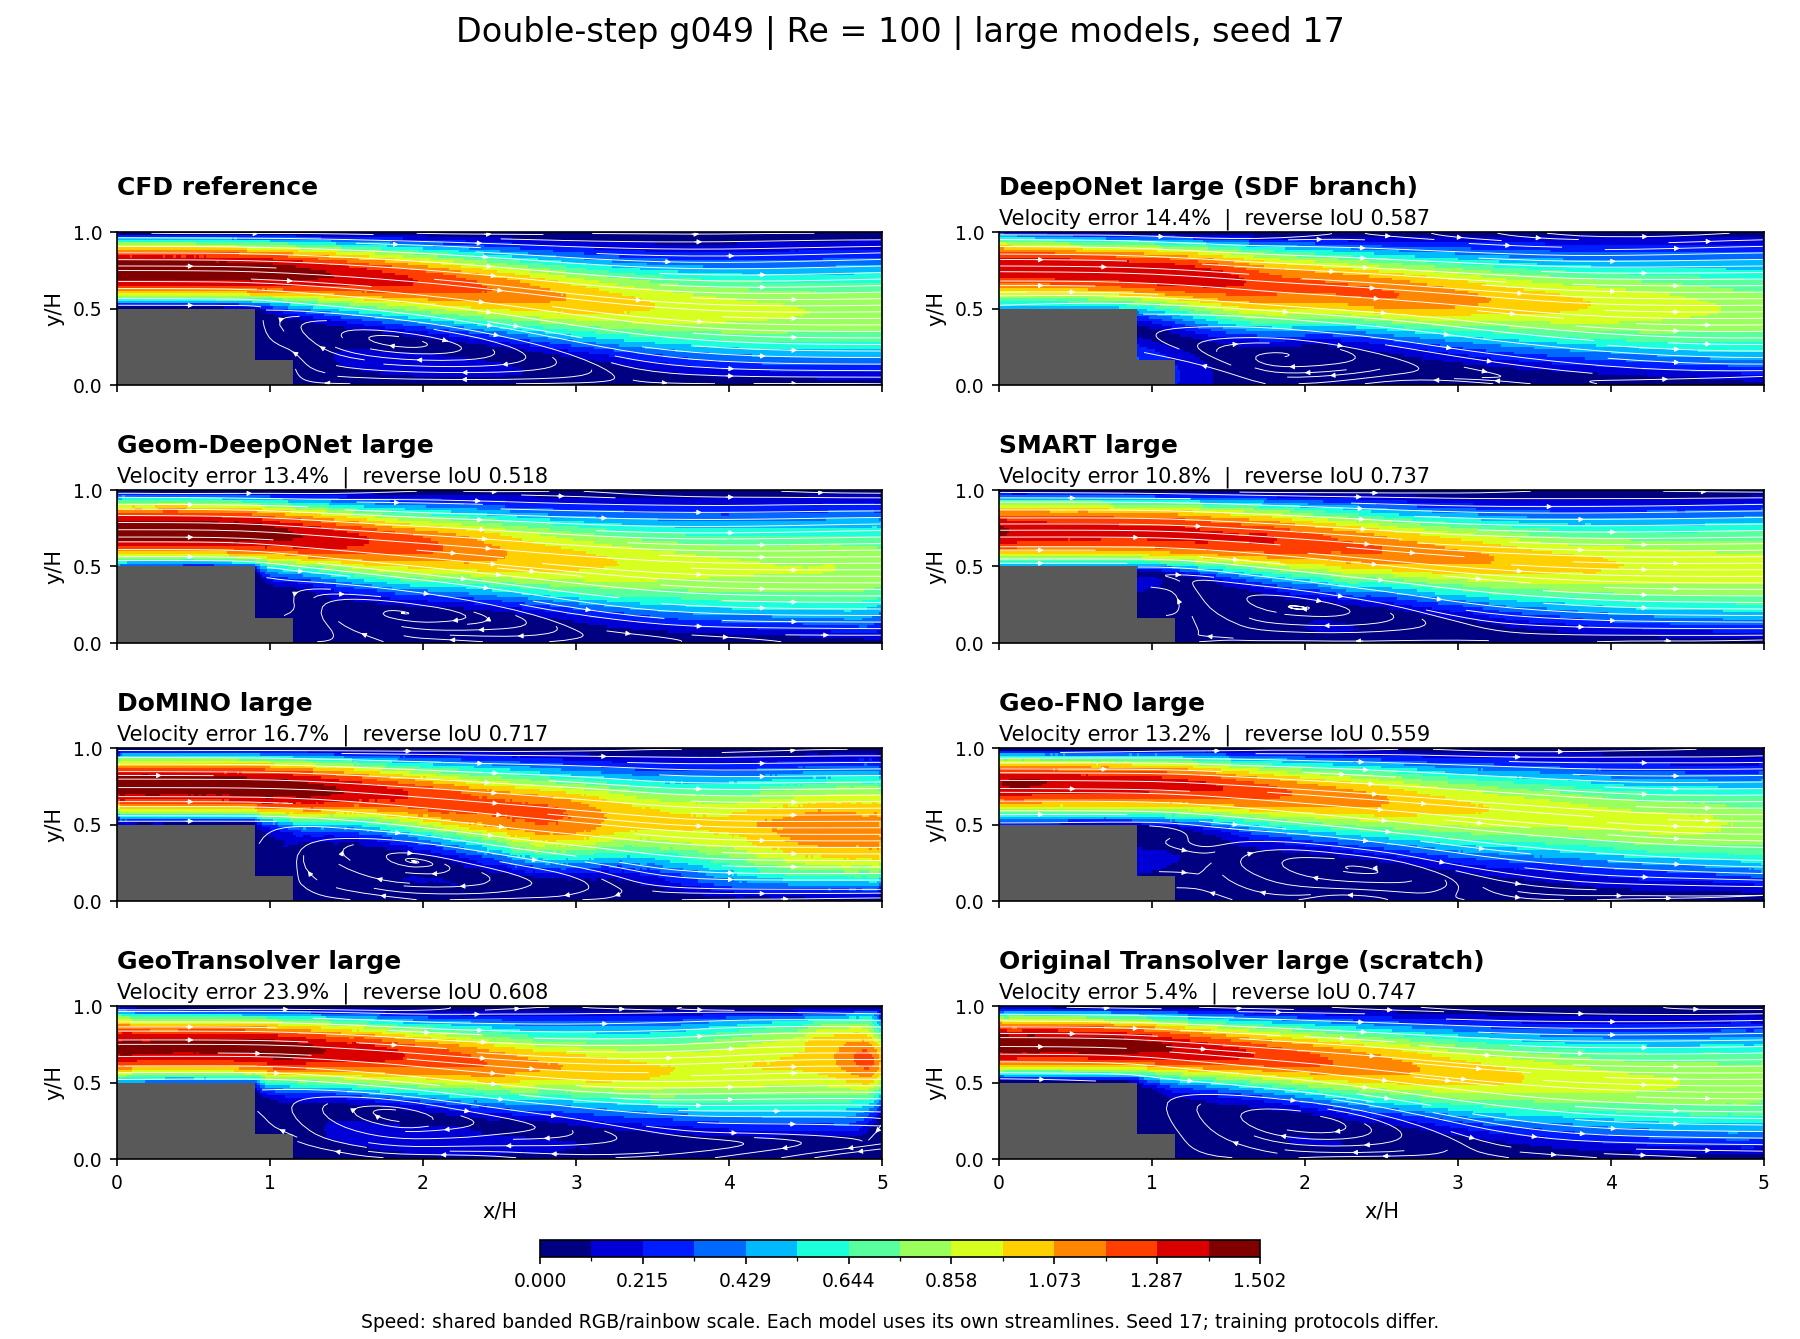 Double-step g049 | Re = 100 | large models, seed 17
CFD reference
1.0
0.5
0.0
y/H
DeepONet large (SDF branch)
Velocity error 14.4% | reverse IoU 0.587
1.0
0.5
0.0
y/H
Geom-DeepONet large
Velocity error 13.4% | reverse IoU 0.518
1.0
0.5
0.0
y/H
SMART large
Velocity error 10.8% | reverse IoU 0.737
1.0
0.5
0.0
y/H
DoMINO large
Velocity error 16.7% | reverse IoU 0.717
1.0
0.5
0.0
y/H
Geo-FNO large
Velocity error 13.2% | reverse IoU 0.559
1.0
0.5
0.0
y/H
GeoTransolver large
Velocity error 23.9% | reverse IoU 0.608
1.0
0.5
0.0
y/H
0 1 2 3 4 5
x/H
Original Transolver large (scratch)
Velocity error 5.4% | reverse IoU 0.747
1.0
0.5
0.0
y/H
0 1 2 3 4 5
x/H
0.000 0.215 0.429 0.644 0.858 1.073 1.287 1.502
Speed: shared banded RGB/rainbow scale. Each model uses its own streamlines. Seed 17; training protocols differ.